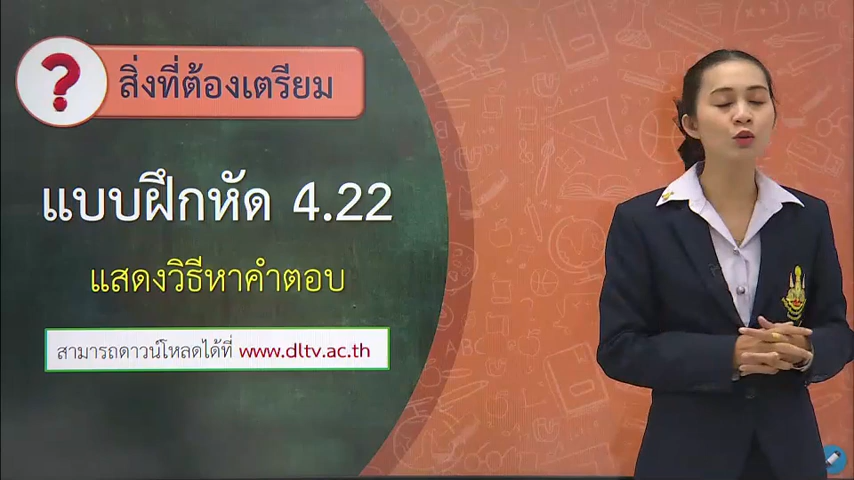 ?
สิ่งที่ต้องเตรียม
แบบฝึกหัด 4.22
แสดงวิธีหาคำตอบ
สามารถดาวน์โหลดได้ที่ www.dltv.ac.th